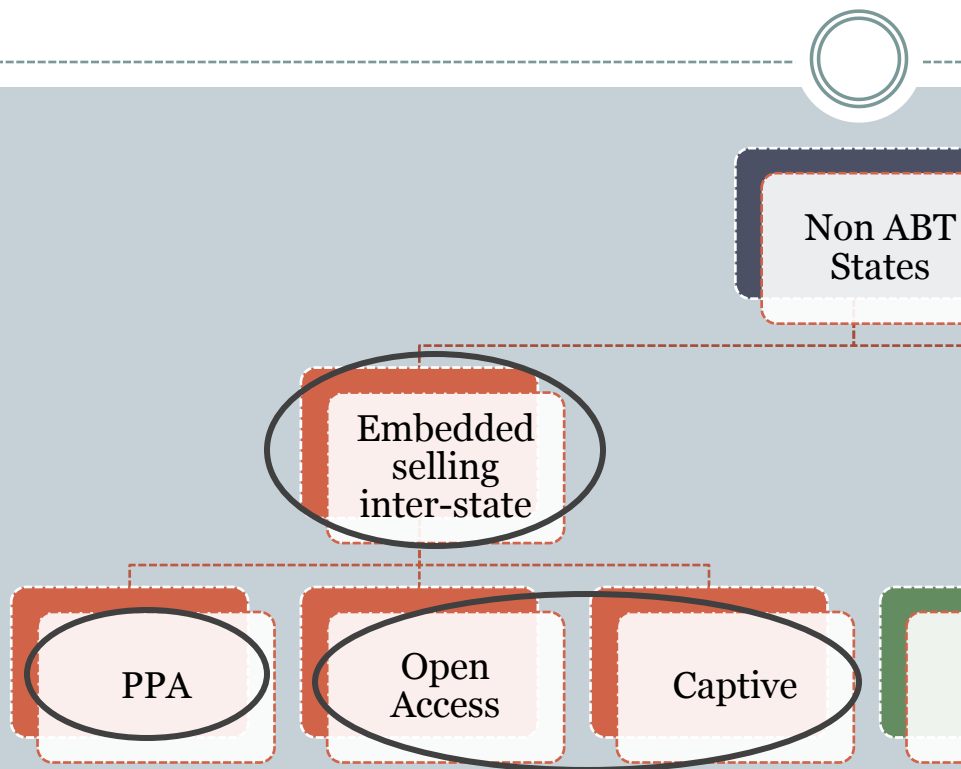 Non ABT
States
Embedded
selling
inter-state
PPA
Open
Access
Captive